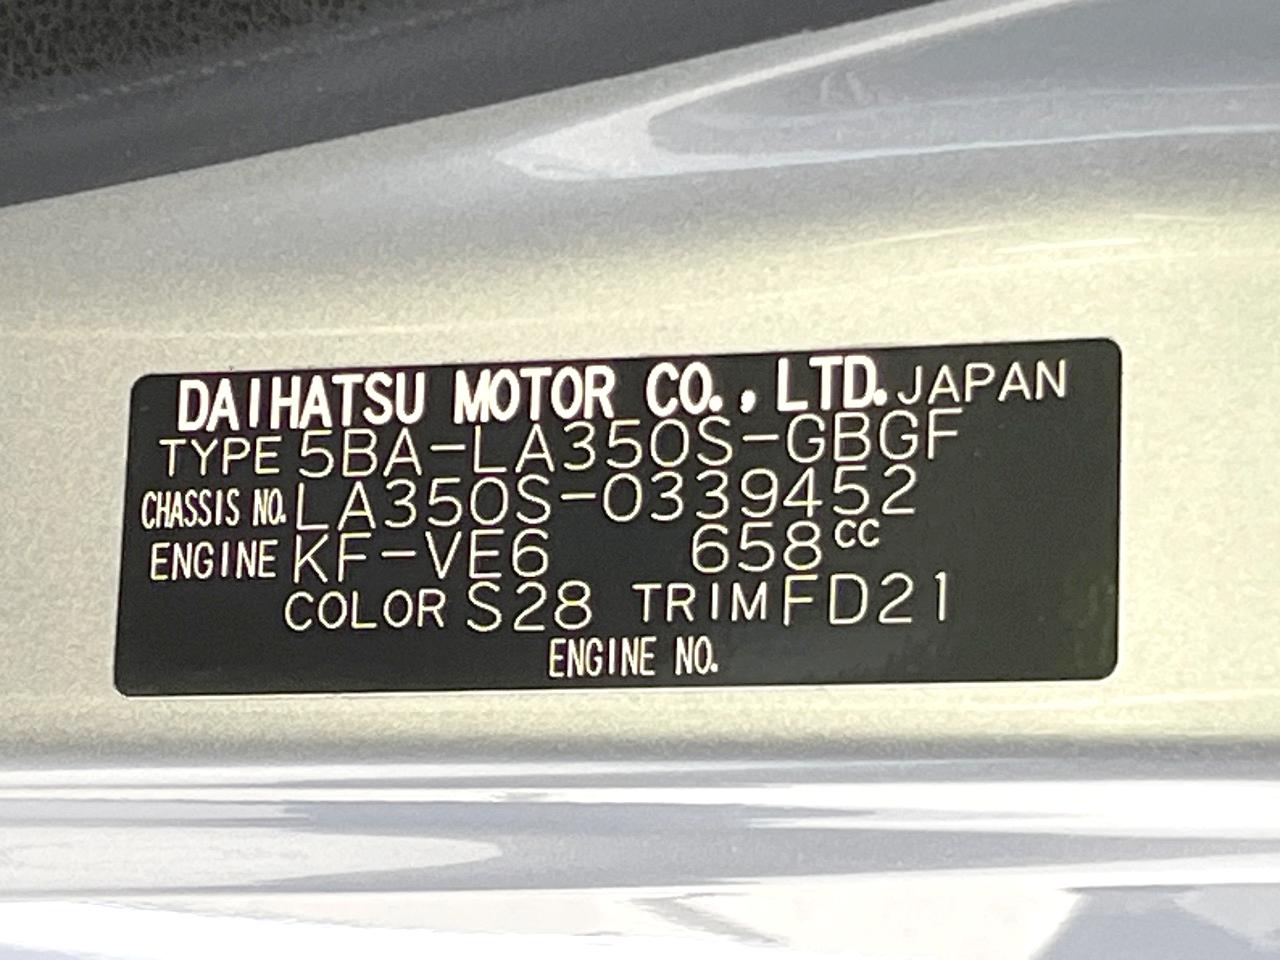 DAIHATSU MOTOR CO., LTD. JAPAN
TYPE 5BA-LA350S-GBGF
CHASSIS NO. LA350S-0339452
ENGINE KF-VE6 658cc
COLOR S28 TRIM FD21
ENGINE NO.